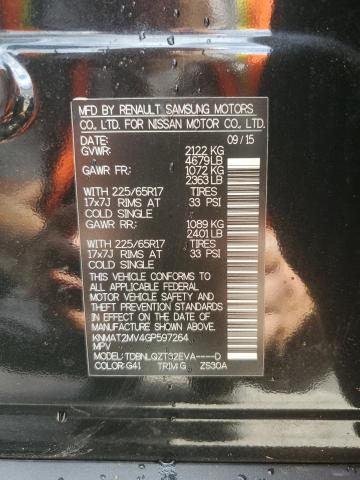 MFD BY RENAULT SAMSUNG MOTORS
CO., LTD. FOR NISSAN MOTOR CO., LTD.
DATE: 09/15
GVWR: 2122 KG
4679LB
GAWR FR: 1072 KG
2363LB
WITH 225/65R17 TIRES
17x7J RIMS AT 33 PSI
COLD SINGLE
GAWR RR: 1089 KG
2401LB
WITH 225/65R17 TIRES
17x7J RIMS AT 33 PSI
COLD SINGLE
THIS VEHICLE CONFORMS TO
ALL APPLICABLE FEDERAL
MOTOR VEHICLE SAFETY
BUMPER, AND THEFT
PREVENTION STANDARDS IN
EFFECT ON THE DATE OF
MANUFACTURE SHOWN ABOVE.
KNMAT2MV4GP597264
MPV
MODEL: TDBNLQZT32EVA----D
COLOR: G41 TRIM: G ZS30A